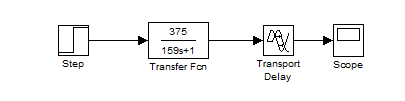 375
159s+1
Step
Transfer Fcn
Transport
Delay
Scope